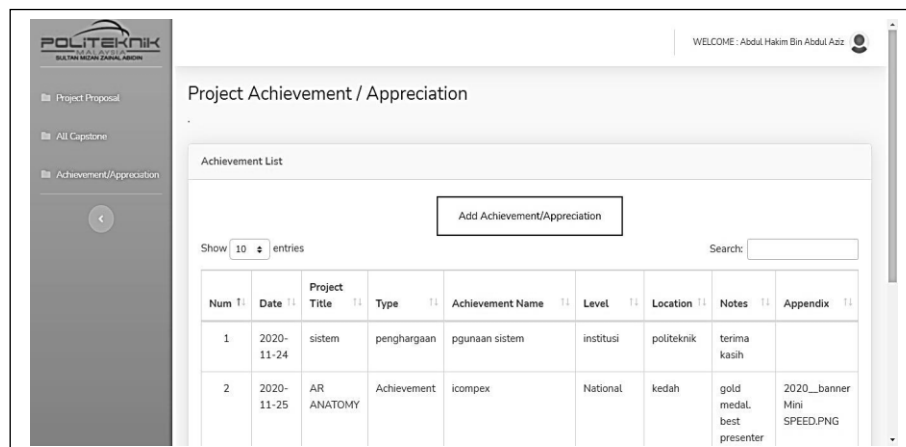 POLITEKNIK
MALAYSIA
SULTAN MIZAN ZAINAL ABIDIN
WELCOME : Abdul Hakim Bin Abdul Aziz
Project Proposal
All Capstone
Achievement/Appreciation
Project Achievement / Appreciation
.
Achievement List
Add Achievement/Appreciation
Show 10 entries
Search:
Num Date Project Title Type Achievement Name Level Location Notes Appendix
1 2020-11-24 sistem penghargaan pgunaan sistem institusi politeknik terima kasih
2 2020-11-25 AR ANATOMY Achievement icompex National kedah gold medal. best presenter 2020__banner Mini SPEED.PNG